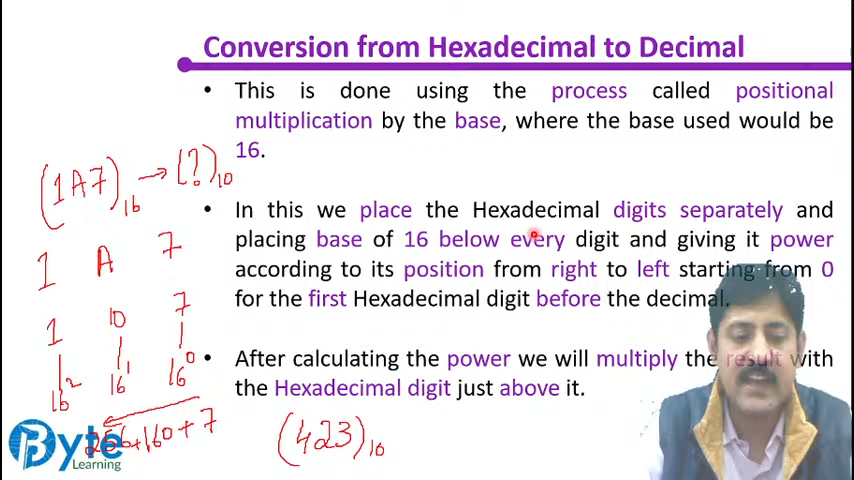 Conversion from Hexadecimal to Decimal
• This is done using the process called positional
multiplication by the base, where the base used would be
16.
(1A7)₁₆ → (?)₁₀
• In this we place the Hexadecimal digits separately and
placing base of 16 below every digit and giving it power
according to its position from right to left starting from 0
for the first Hexadecimal digit before the decimal.
1 A 7
1 10 7
16² 16¹ 16⁰
• After calculating the power we will multiply the result with
the Hexadecimal digit just above it.
256+160+7
(423)₁₀
Byte
Learning